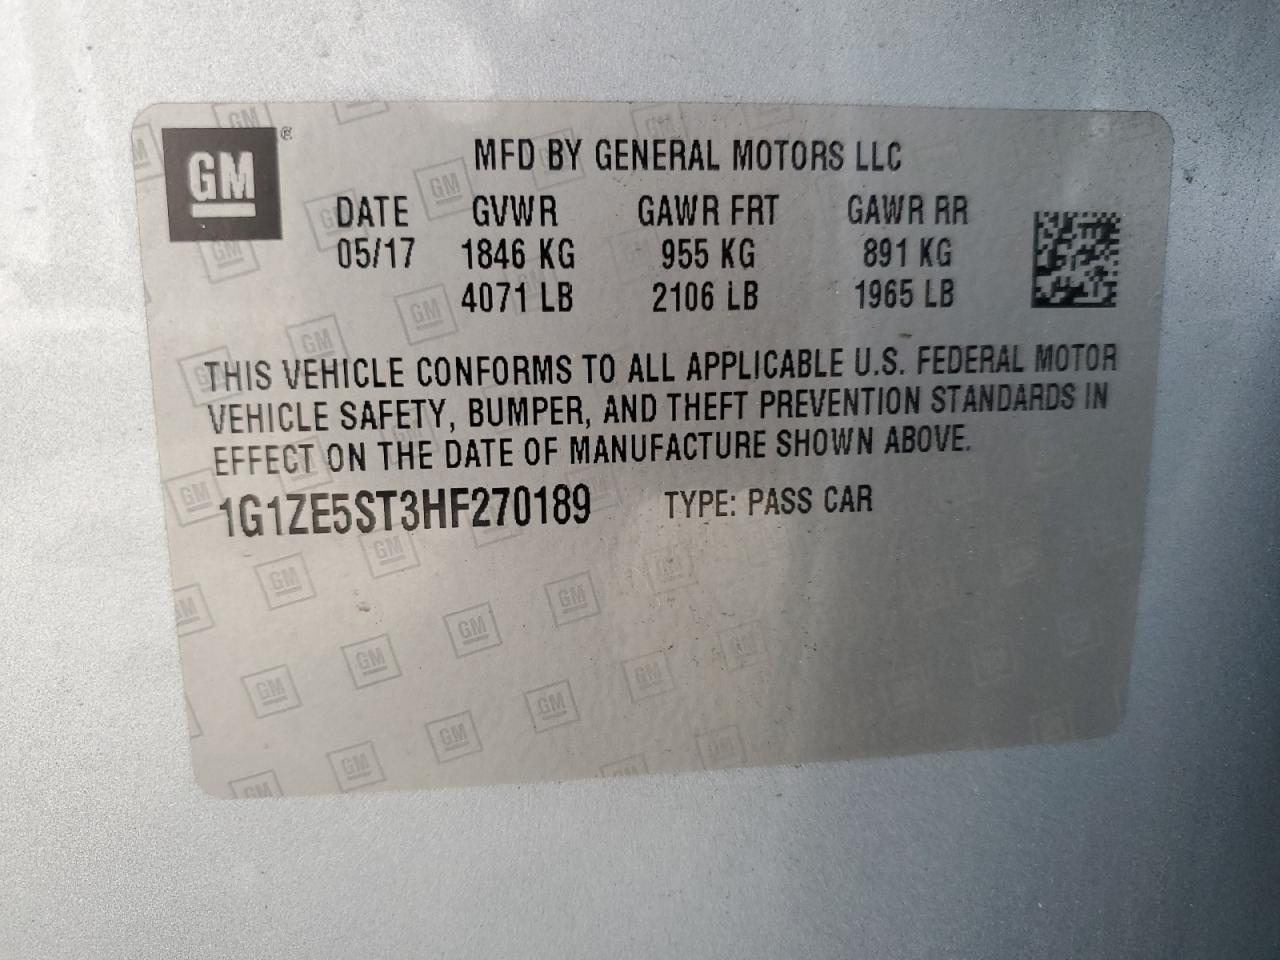 GM®
MFD BY GENERAL MOTORS LLC
DATE GVWR GAWR FRT GAWR RR
05/17 1846 KG 955 KG 891 KG
4071 LB 2106 LB 1965 LB
THIS VEHICLE CONFORMS TO ALL APPLICABLE U.S. FEDERAL MOTOR
VEHICLE SAFETY, BUMPER, AND THEFT PREVENTION STANDARDS IN
EFFECT ON THE DATE OF MANUFACTURE SHOWN ABOVE.
1G1ZE5ST3HF270189 TYPE: PASS CAR